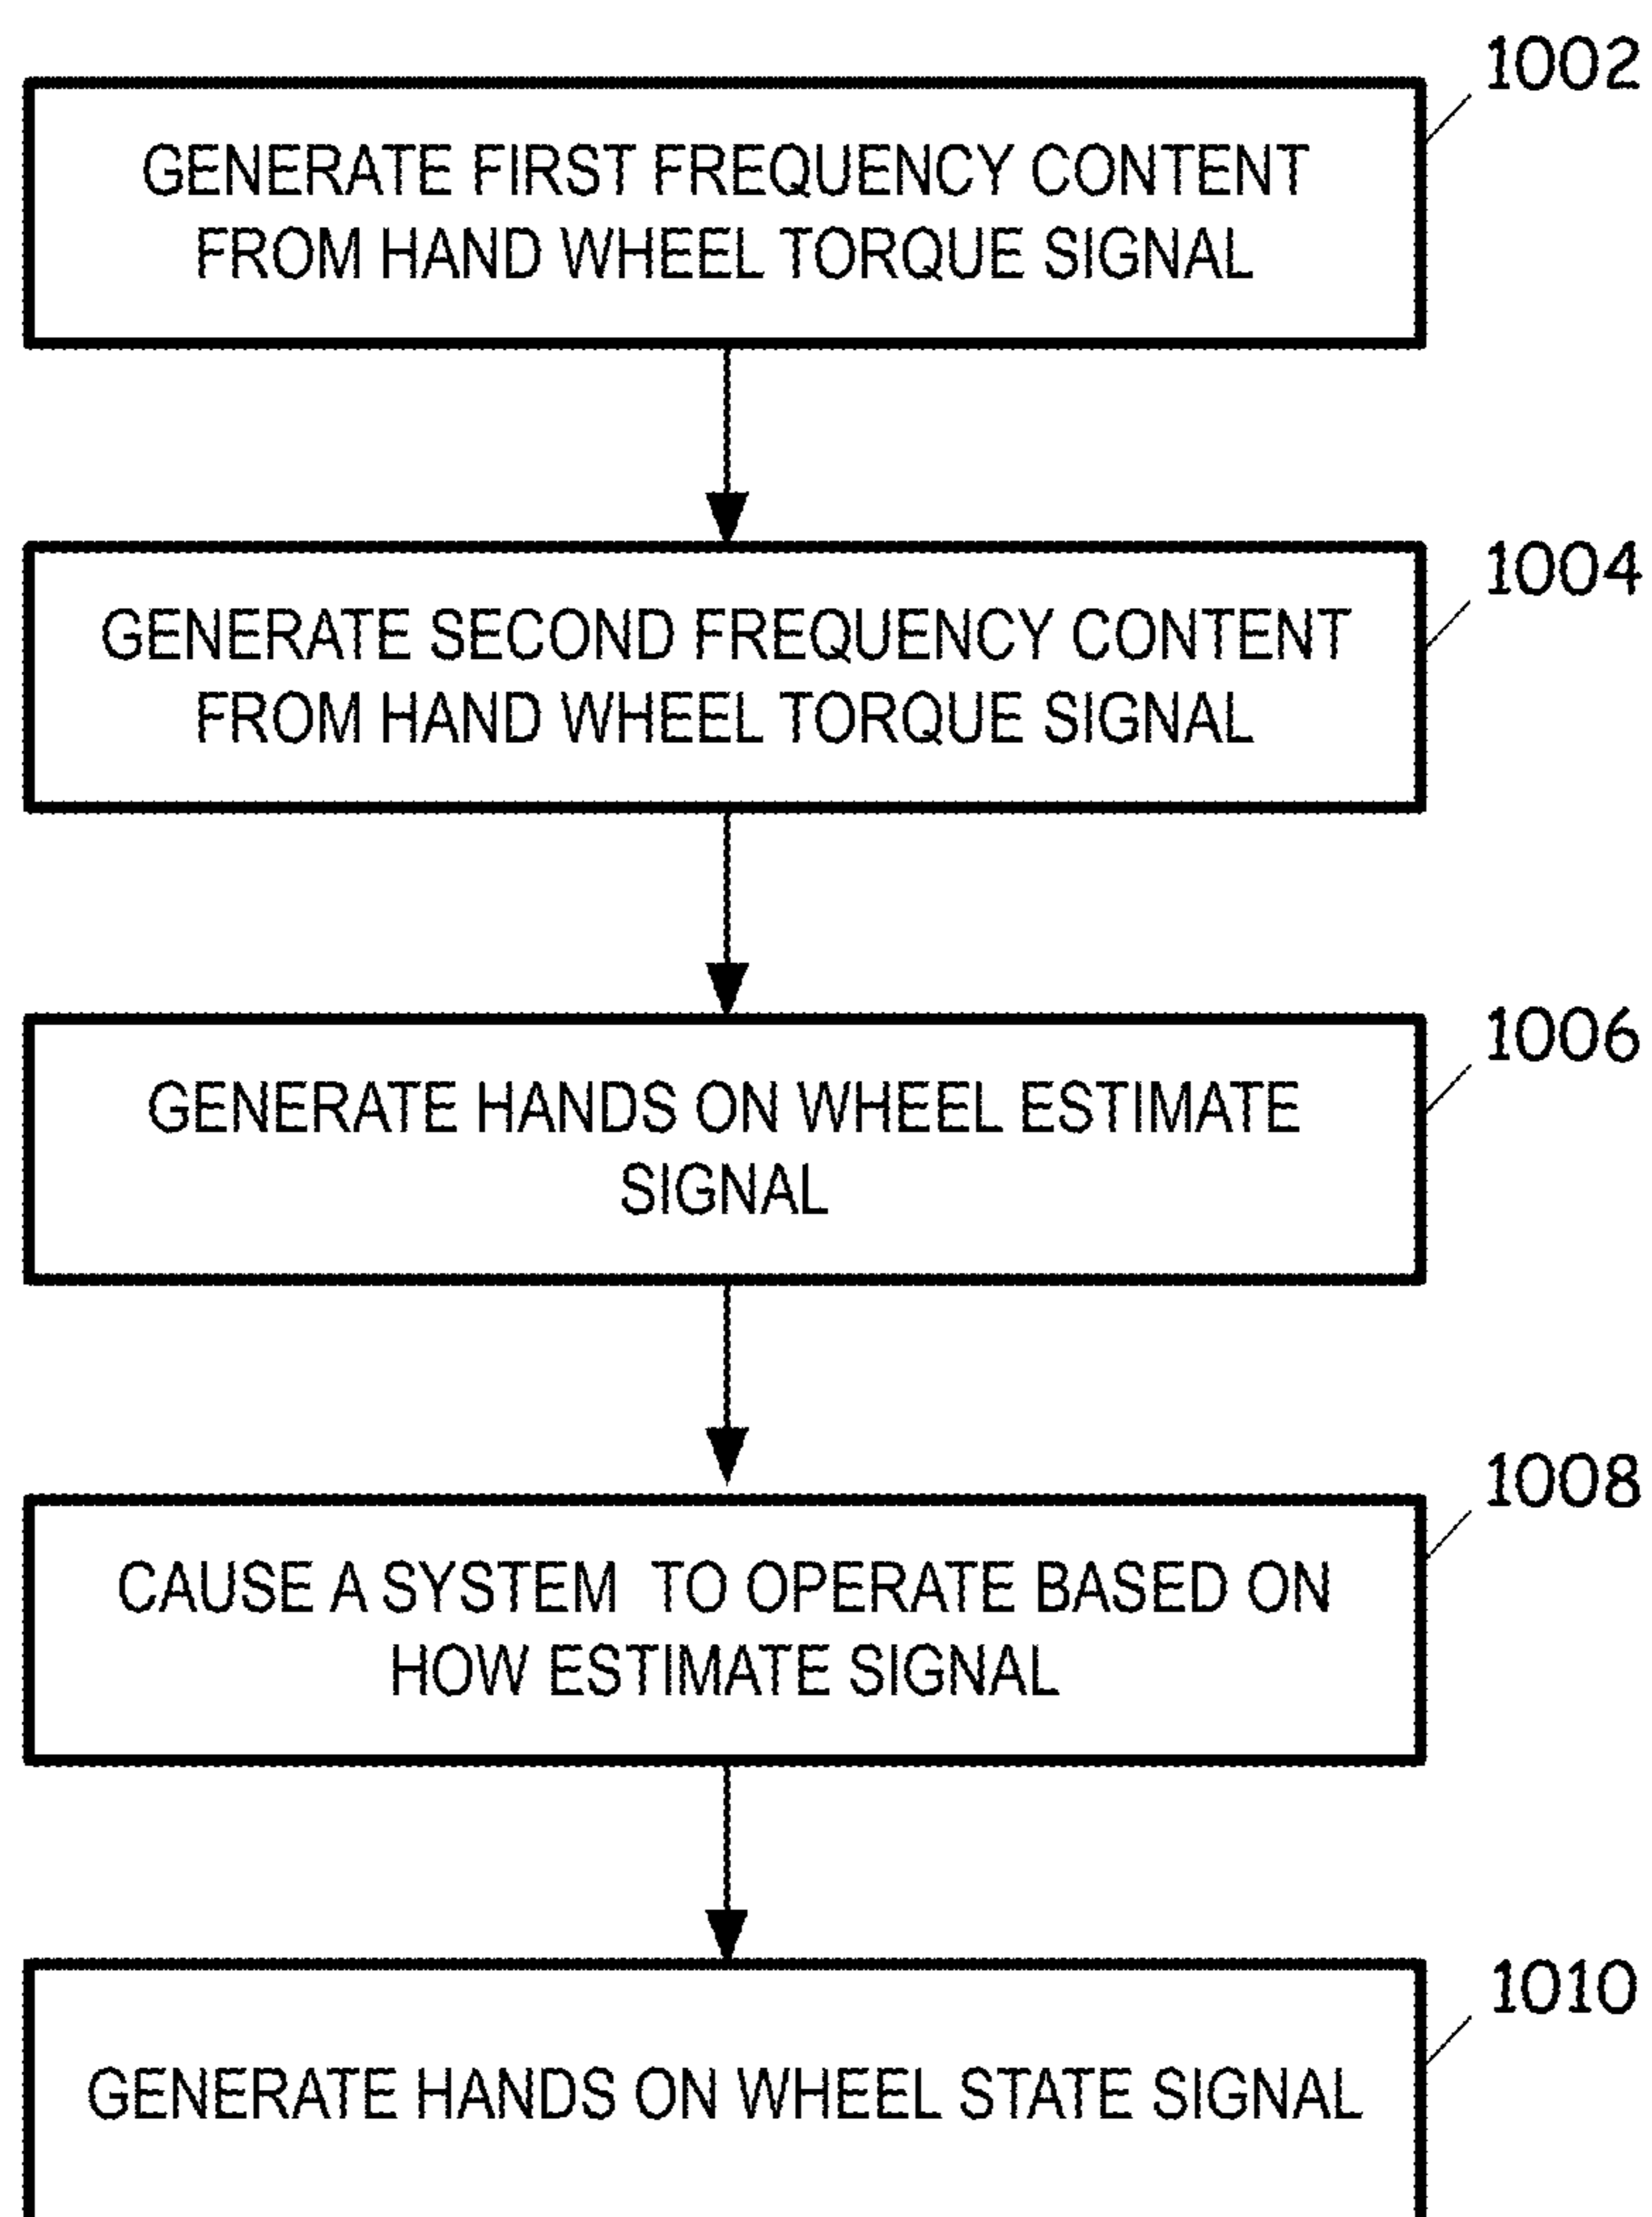 1002
GENERATE FIRST FREQUENCY CONTENT
FROM HAND WHEEL TORQUE SIGNAL
1004
GENERATE SECOND FREQUENCY CONTENT
FROM HAND WHEEL TORQUE SIGNAL
1006
GENERATE HANDS ON WHEEL ESTIMATE
SIGNAL
1008
CAUSE A SYSTEM TO OPERATE BASED ON
HOW ESTIMATE SIGNAL
1010
GENERATE HANDS ON WHEEL STATE SIGNAL